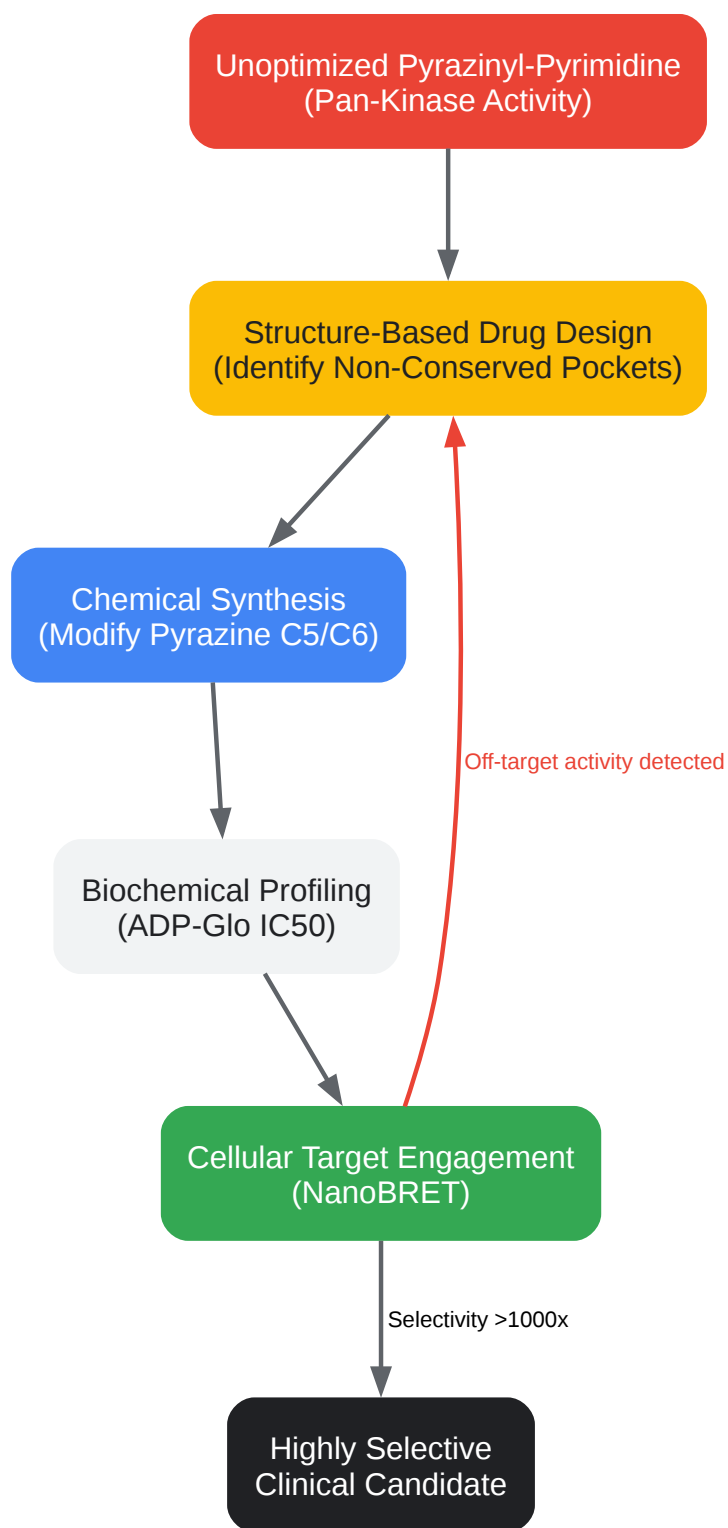 Unoptimized Pyrazinyl-Pyrimidine
(Pan-Kinase Activity)
Structure-Based Drug Design
(Identify Non-Conserved Pockets)
Chemical Synthesis
(Modify Pyrazine C5/C6)
Off-target activity detected
Biochemical Profiling
(ADP-Glo IC50)
Cellular Target Engagement
(NanoBRET)
Selectivity >1000x
Highly Selective
Clinical Candidate